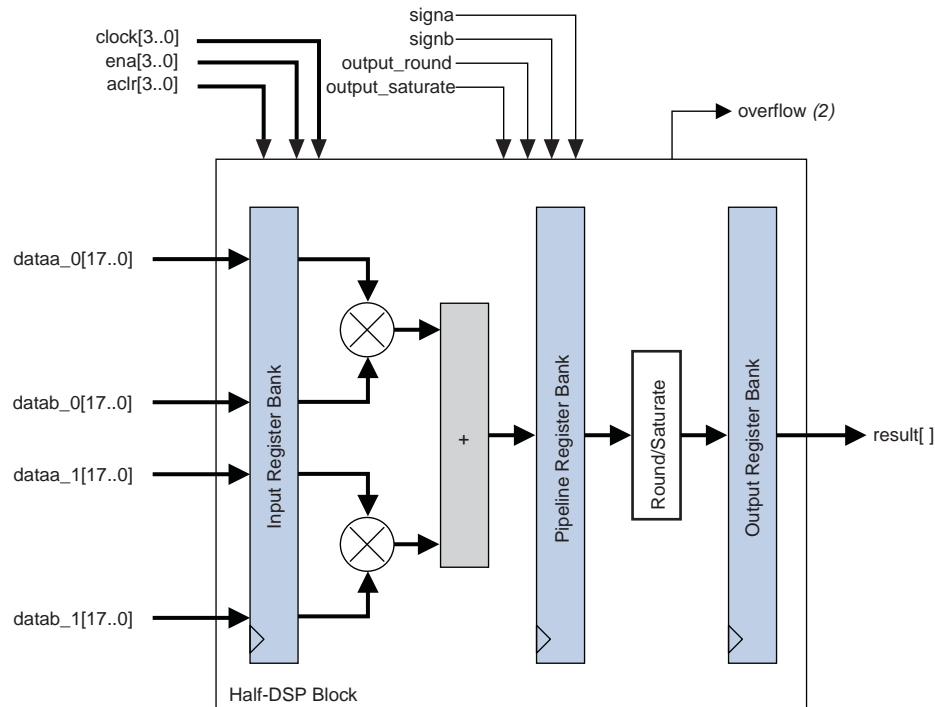 signa
signb
output_round
output_saturate
clock[3..0]
ena[3..0]
aclr[3..0]
overflow (2)
dataa_0[17..0]
datab_0[17..0]
dataa_1[17..0]
datab_1[17..0]
Input Register Bank
+
Pipeline Register Bank
Round/Saturate
Output Register Bank
result[ ]
Half-DSP Block